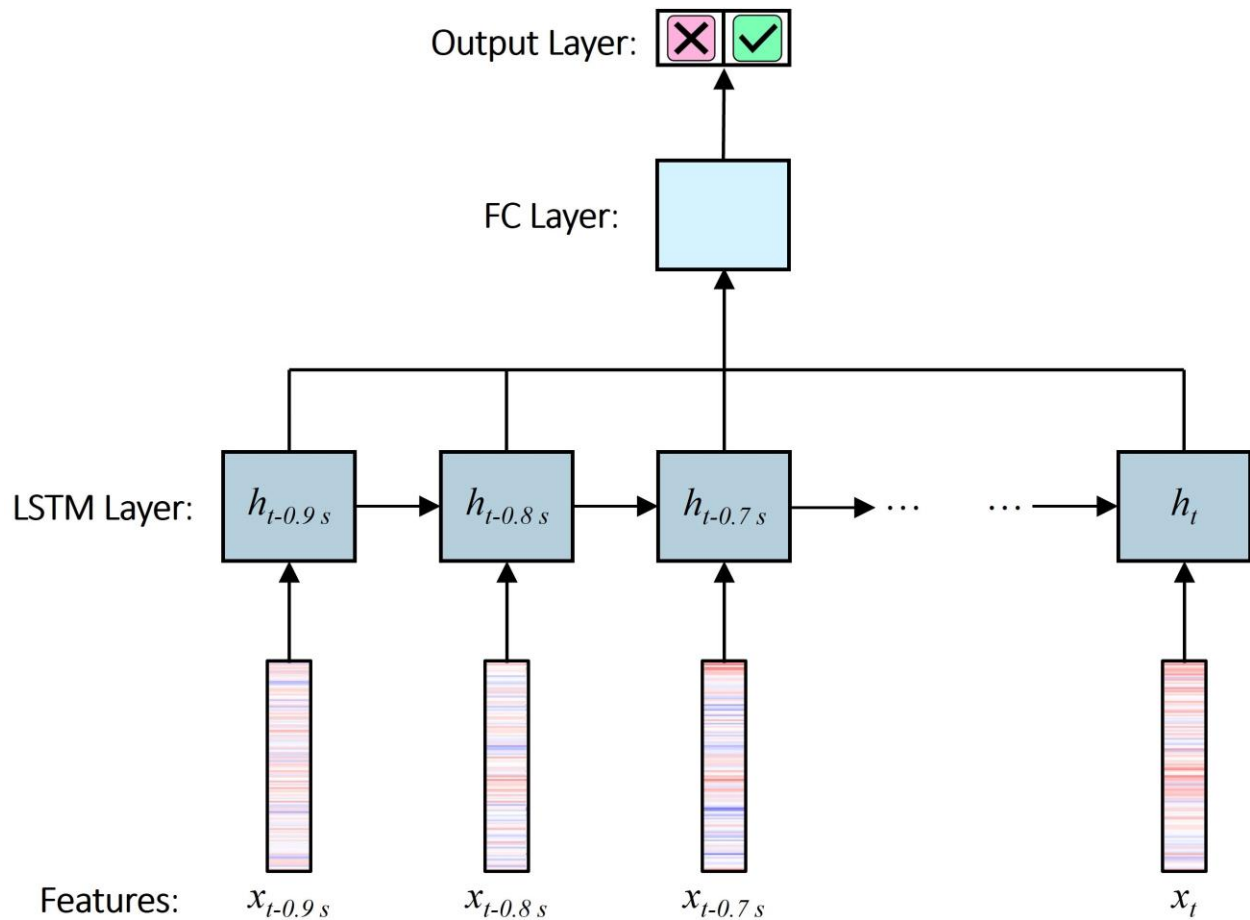 Output Layer:
FC Layer:
LSTM Layer: h_{t-0.9 s} h_{t-0.8 s} h_{t-0.7 s} ... ... h_t
Features: x_{t-0.9 s} x_{t-0.8 s} x_{t-0.7 s} x_t